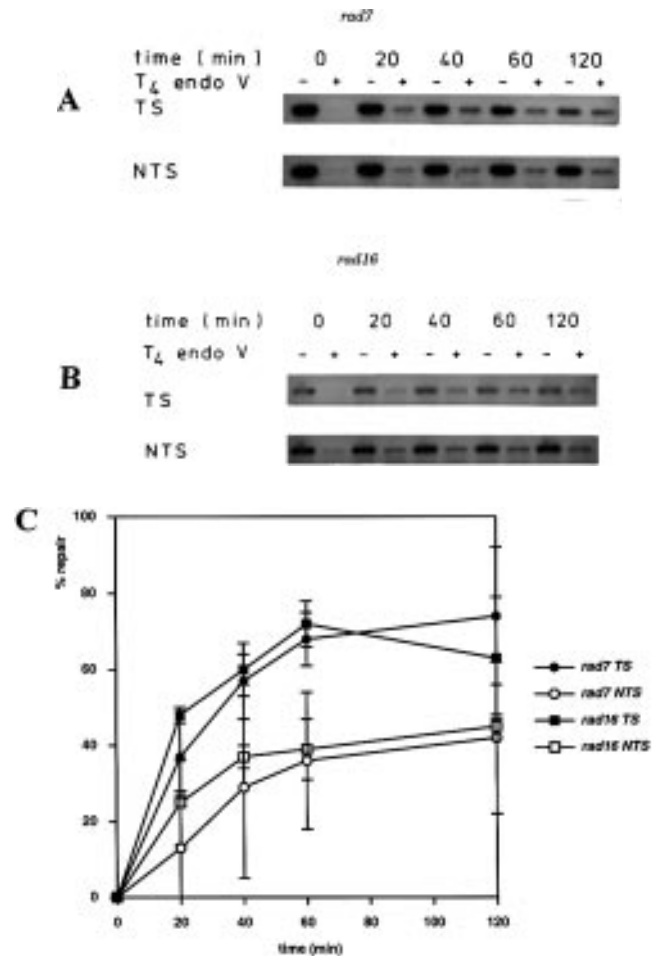 rad7
time (min) 0 20 40 60 120
T4 endo V - + - + - + - + - +
A
TS
NTS
rad16
time (min) 0 20 40 60 120
T4 endo V - + - + - + - + - +
B
TS
NTS
C
100
80
60
40
20
0
% repair
0 20 40 60 80 100 120
time (min)
rad7 TS
rad7 NTS
rad16 TS
rad16 NTS